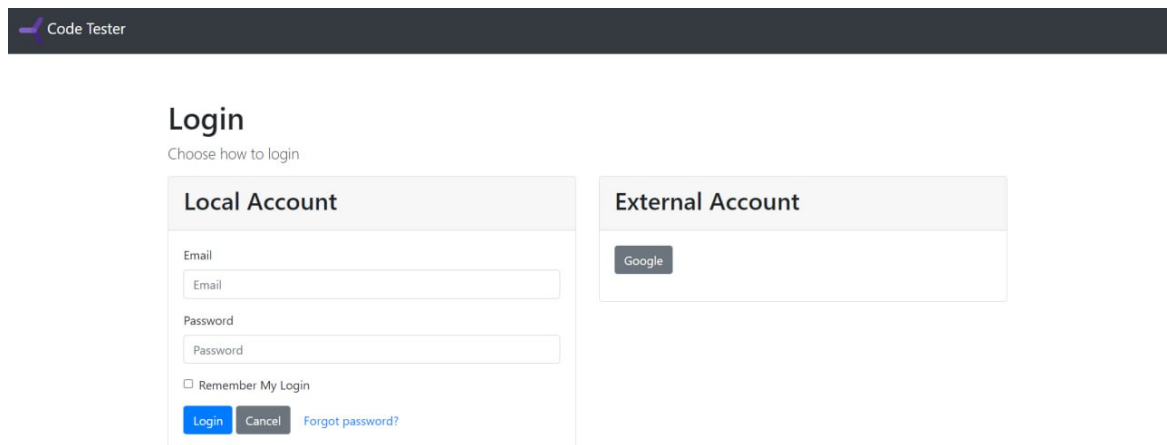 Code Tester
Login
Choose how to login
Local Account
Email
Email
Password
Password
Remember My Login
Login Cancel Forgot password?
External Account
Google